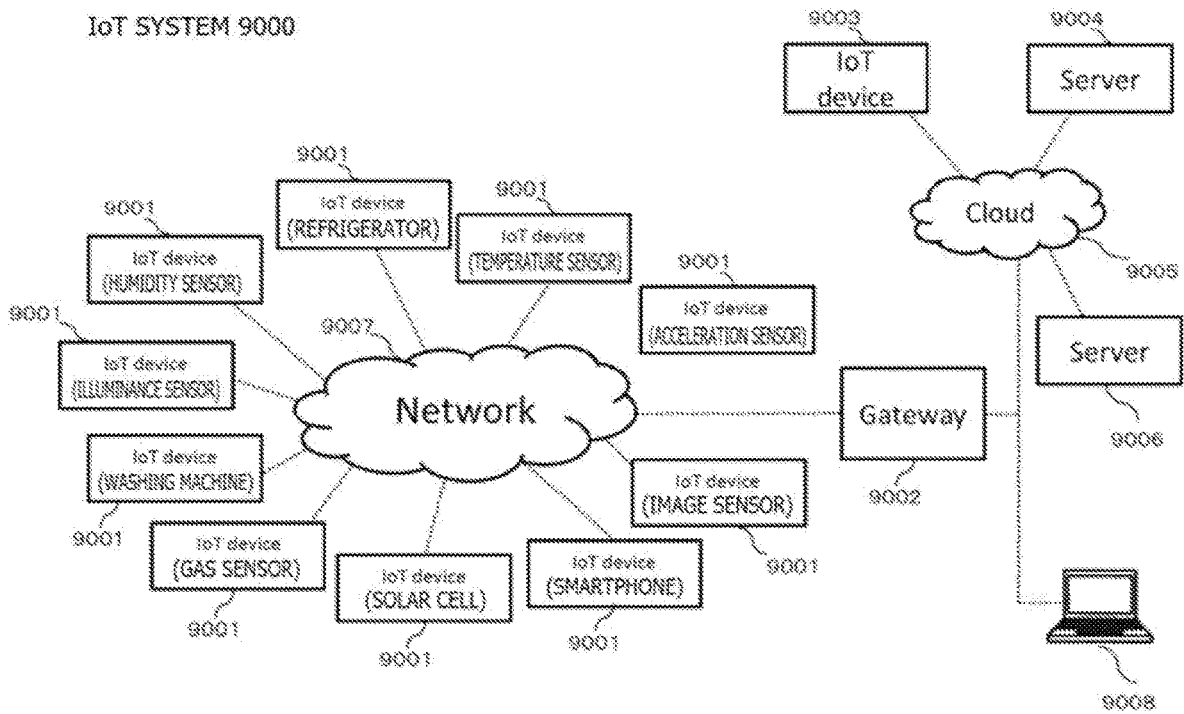 IoT SYSTEM 9000
9003
IoT
device
9004
Server
Cloud
9005
Server
9006
9001
IoT device
(REFRIGERATOR)
9001
IoT device
(TEMPERATURE SENSOR)
9001
IoT device
(HUMIDITY SENSOR)
9001
IoT device
(ACCELERATION SENSOR)
9001
IoT device
(ILLUMINANCE SENSOR)
9007
Network
Gateway
9002
IoT device
(WASHING MACHINE)
9001
IoT device
(IMAGE SENSOR)
9001
IoT device
(GAS SENSOR)
9001
IoT device
(SOLAR CELL)
9001
IoT device
(SMARTPHONE)
9001
9008